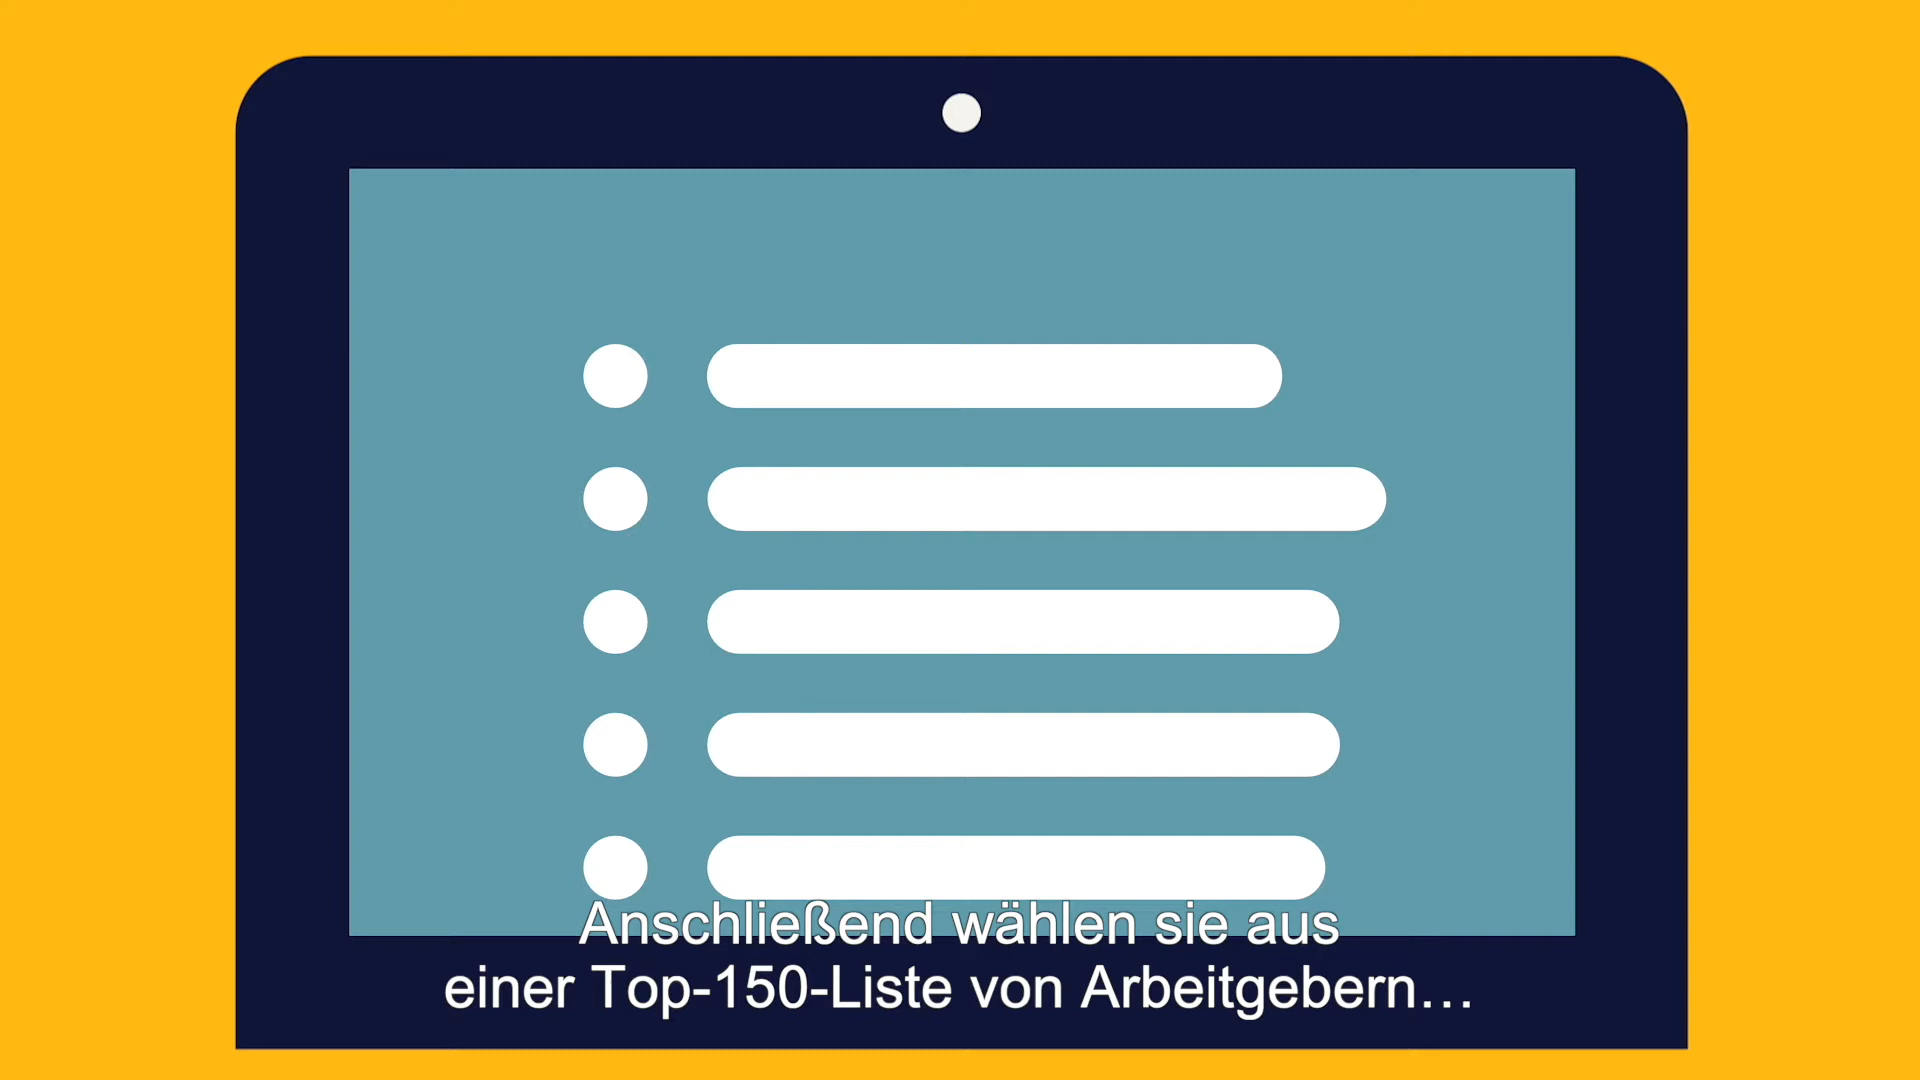 Anschließend wählen sie aus
einer Top-150-Liste von Arbeitgebern…